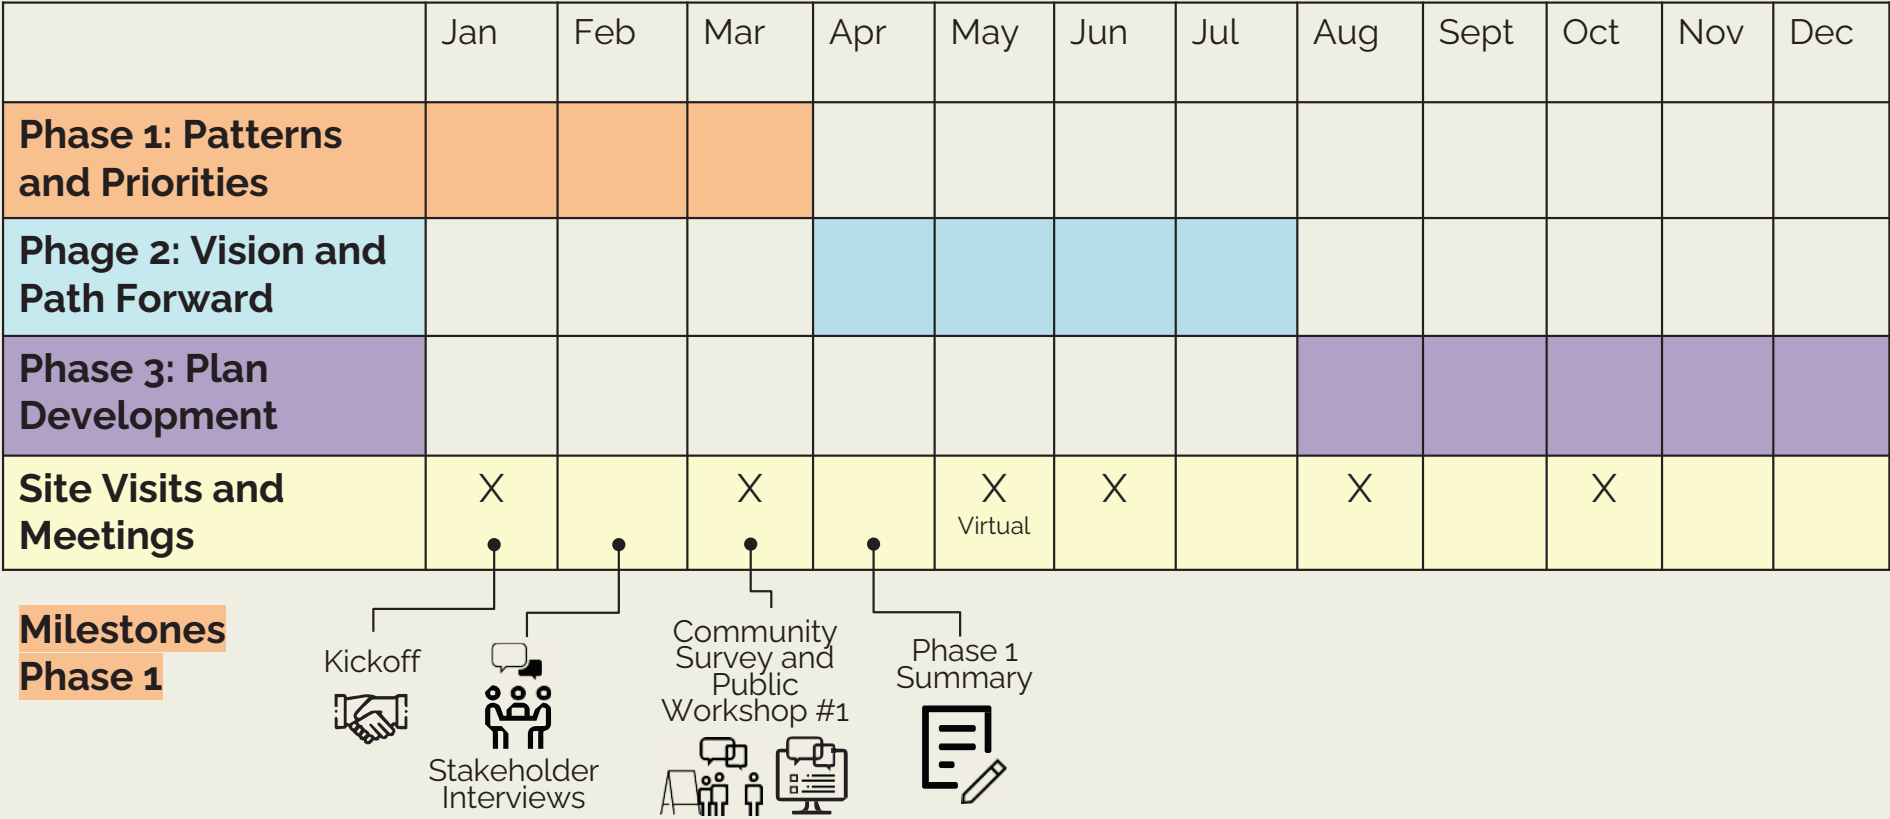 Jan Feb Mar Apr May Jun Jul Aug Sept Oct Nov Dec
Phase 1: Patterns
and Priorities
Phage 2: Vision and
Path Forward
Phase 3: Plan
Development
Site Visits and
Meetings
X X X X X X
Virtual
Milestones
Phase 1
Kickoff
Stakeholder
Interviews
Community
Survey and
Public
Workshop #1
Phase 1
Summary